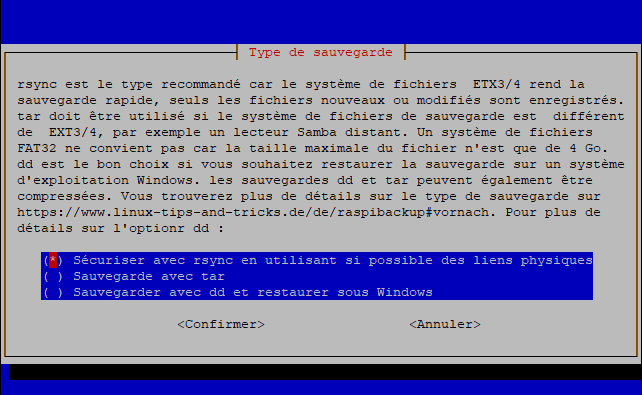 Type de sauvegarde
rsync est le type recommandé car le système de fichiers  ETX3/4 rend la
sauvegarde rapide, seuls les fichiers nouveaux ou modifiés sont enregistrés.
tar doit être utilisé si le système de fichiers de sauvegarde est  différent
de  EXT3/4, par exemple un lecteur Samba distant. Un système de fichiers
FAT32 ne convient pas car la taille maximale du fichier n'est que de 4 Go.
dd est le bon choix si vous souhaitez restaurer la sauvegarde sur un système
d'exploitation Windows. les sauvegardes dd et tar peuvent également être
compressées. Vous trouverez plus de détails sur le type de sauvegarde sur
https://www.linux-tips-and-tricks.de/de/raspibackup#vornach. Pour plus de
détails sur l'optionr dd :
(*) Sécuriser avec rsync en utilisant si possible des liens physiques
( ) Sauvegarde avec tar
( ) Sauvegarder avec dd et restaurer sous Windows
<Confirmer> <Annuler>